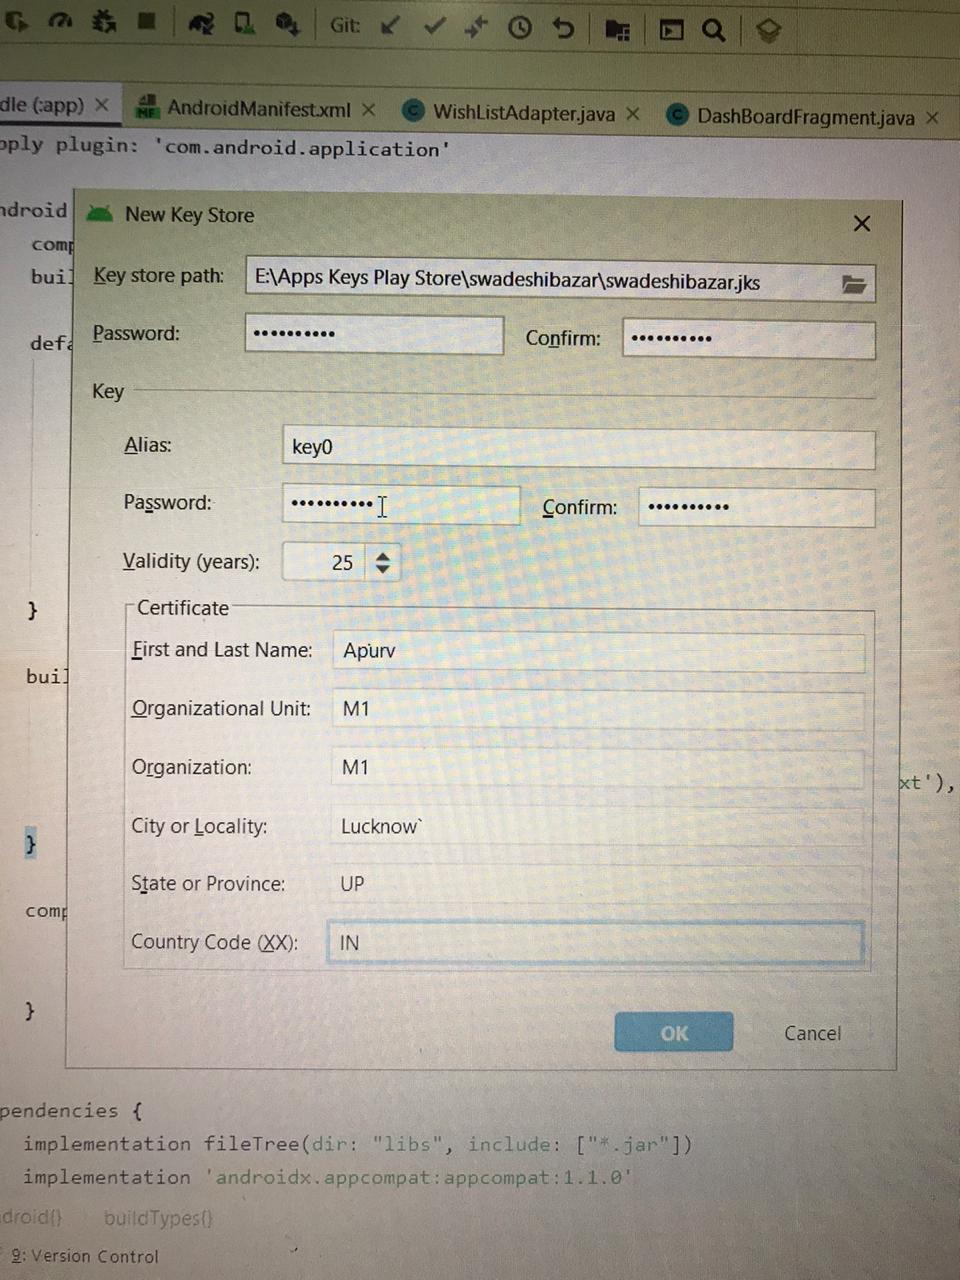 Git:
dle (:app) × AndroidManifest.xml × WishListAdapter.java × DashBoardFragment.java ×
pply plugin: 'com.android.application'
ndroid
New Key Store
comp
buil
Key store path: E:\Apps Keys Play Store\swadeshibazar\swadeshibazar.jks
defa
Password: •••••••••• Confirm: ••••••••••
Key
Alias: key0
Password: •••••••••• Confirm: ••••••••••
Validity (years): 25
}
Certificate
First and Last Name: Apurv
buil
Organizational Unit: M1
Organization: M1
xt'),
City or Locality: Lucknow`
}
State or Province: UP
comp
Country Code (XX): IN
}
OK Cancel
pendencies {
implementation fileTree(dir: "libs", include: ["*.jar"])
implementation 'androidx.appcompat:appcompat:1.1.0'
droid{} buildTypes{}
9: Version Control